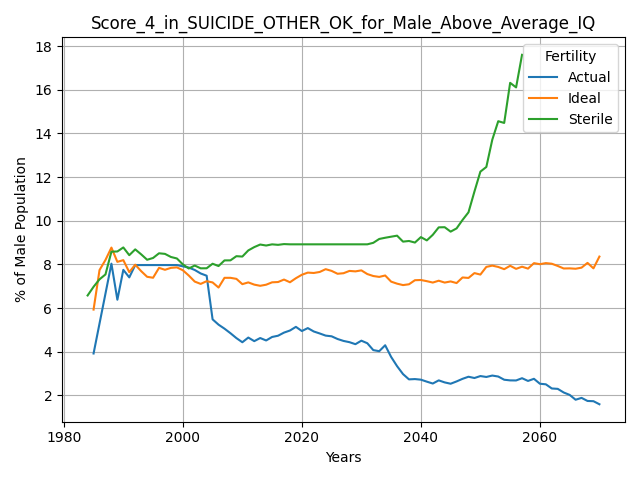 Score_4_in_SUICIDE_OTHER_OK_for_Male_Above_Average_IQ
% of Male Population
18
16
14
12
10
8
6
4
2
Fertility
Actual
Ideal
Sterile
1980
2000
2020
2040
2060
Years